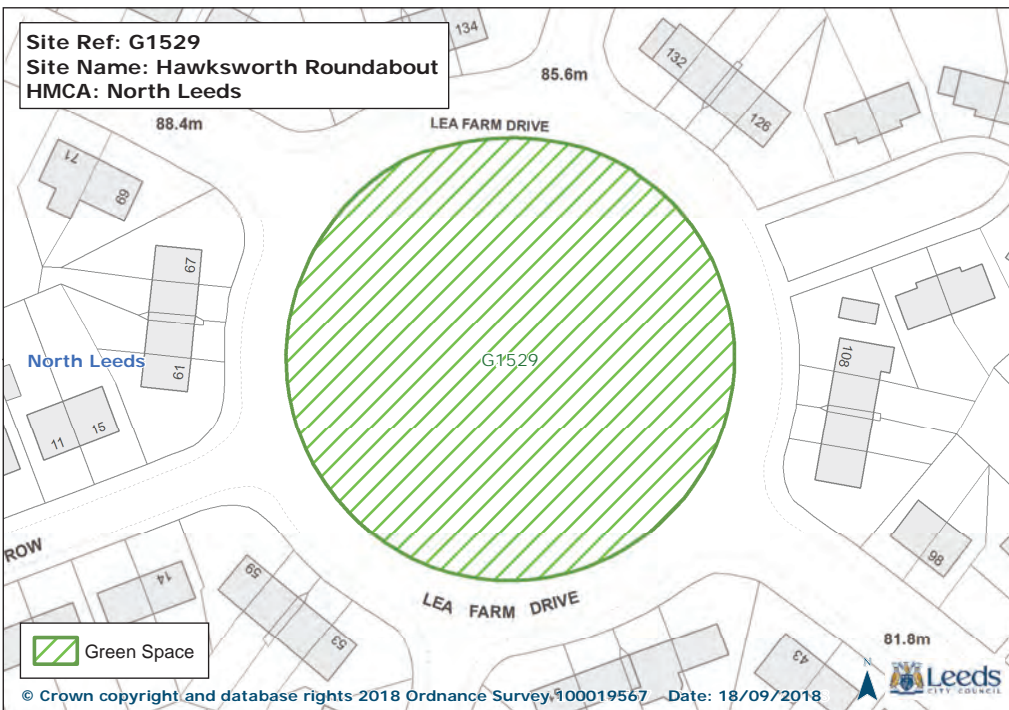 Site Ref: G1529
Site Name: Hawksworth Roundabout
HMCA: North Leeds
134
132
85.6m
126
88.4m
LEA FARM DRIVE
71
69
67
North Leeds
61
G1529
108
11
15
ROW
14
59
53
LEA FARM DRIVE
98
43
81.8m
Green Space
N
Leeds
CITY COUNCIL
© Crown copyright and database rights 2018 Ordnance Survey 100019567 Date: 18/09/2018